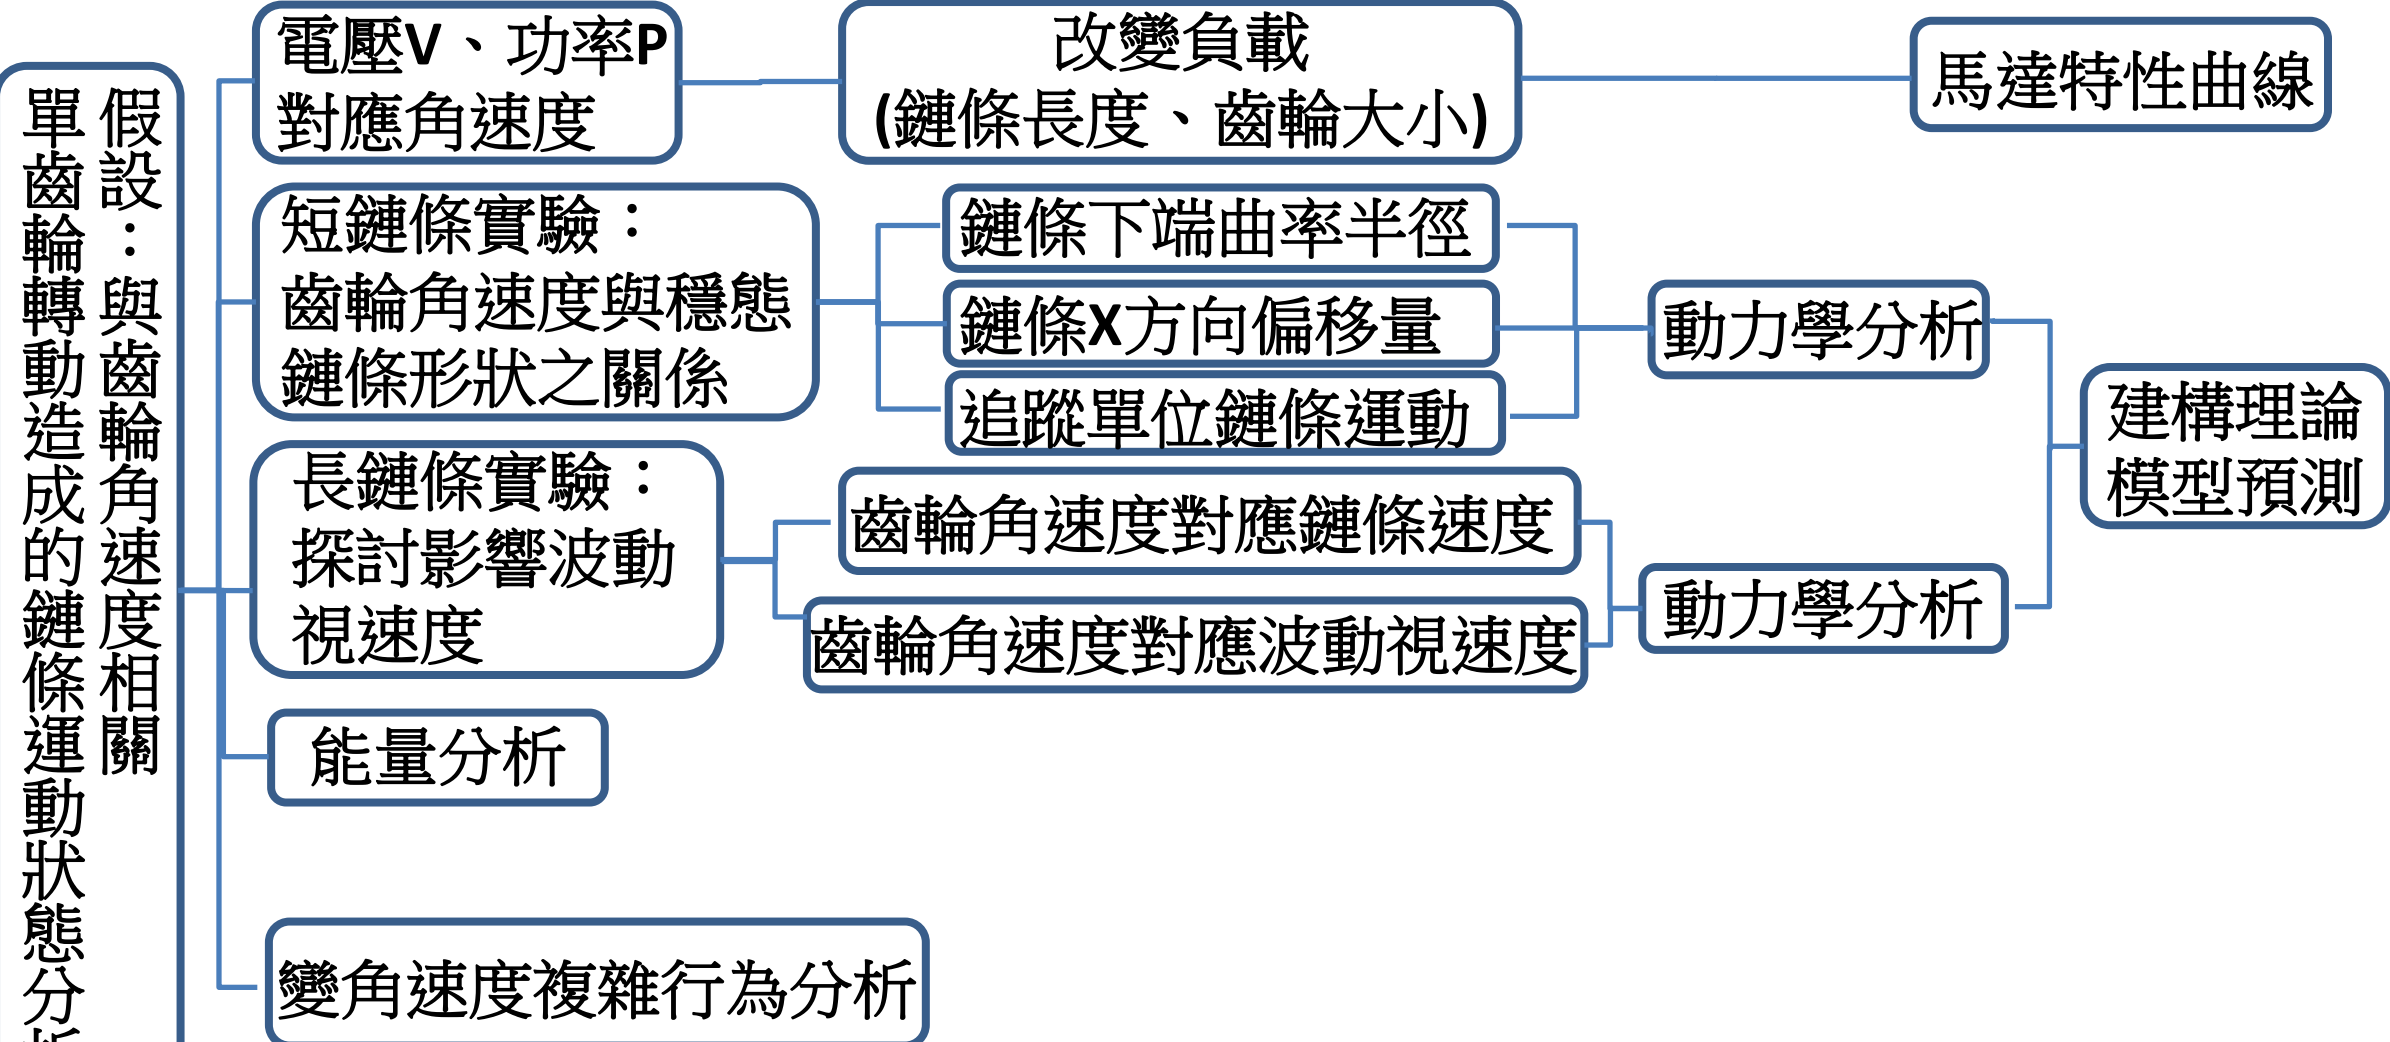 假設：與齒輪角速度相關
單齒輪轉動造成的鏈條運動狀態分析
電壓V、功率P
對應角速度
改變負載
(鏈條長度、齒輪大小)
馬達特性曲線
短鏈條實驗：
齒輪角速度與穩態
鏈條形狀之關係
鏈條下端曲率半徑
鏈條X方向偏移量
追蹤單位鏈條運動
動力學分析
長鏈條實驗：
探討影響波動
視速度
齒輪角速度對應鏈條速度
齒輪角速度對應波動視速度
動力學分析
建構理論
模型預測
能量分析
變角速度複雜行為分析